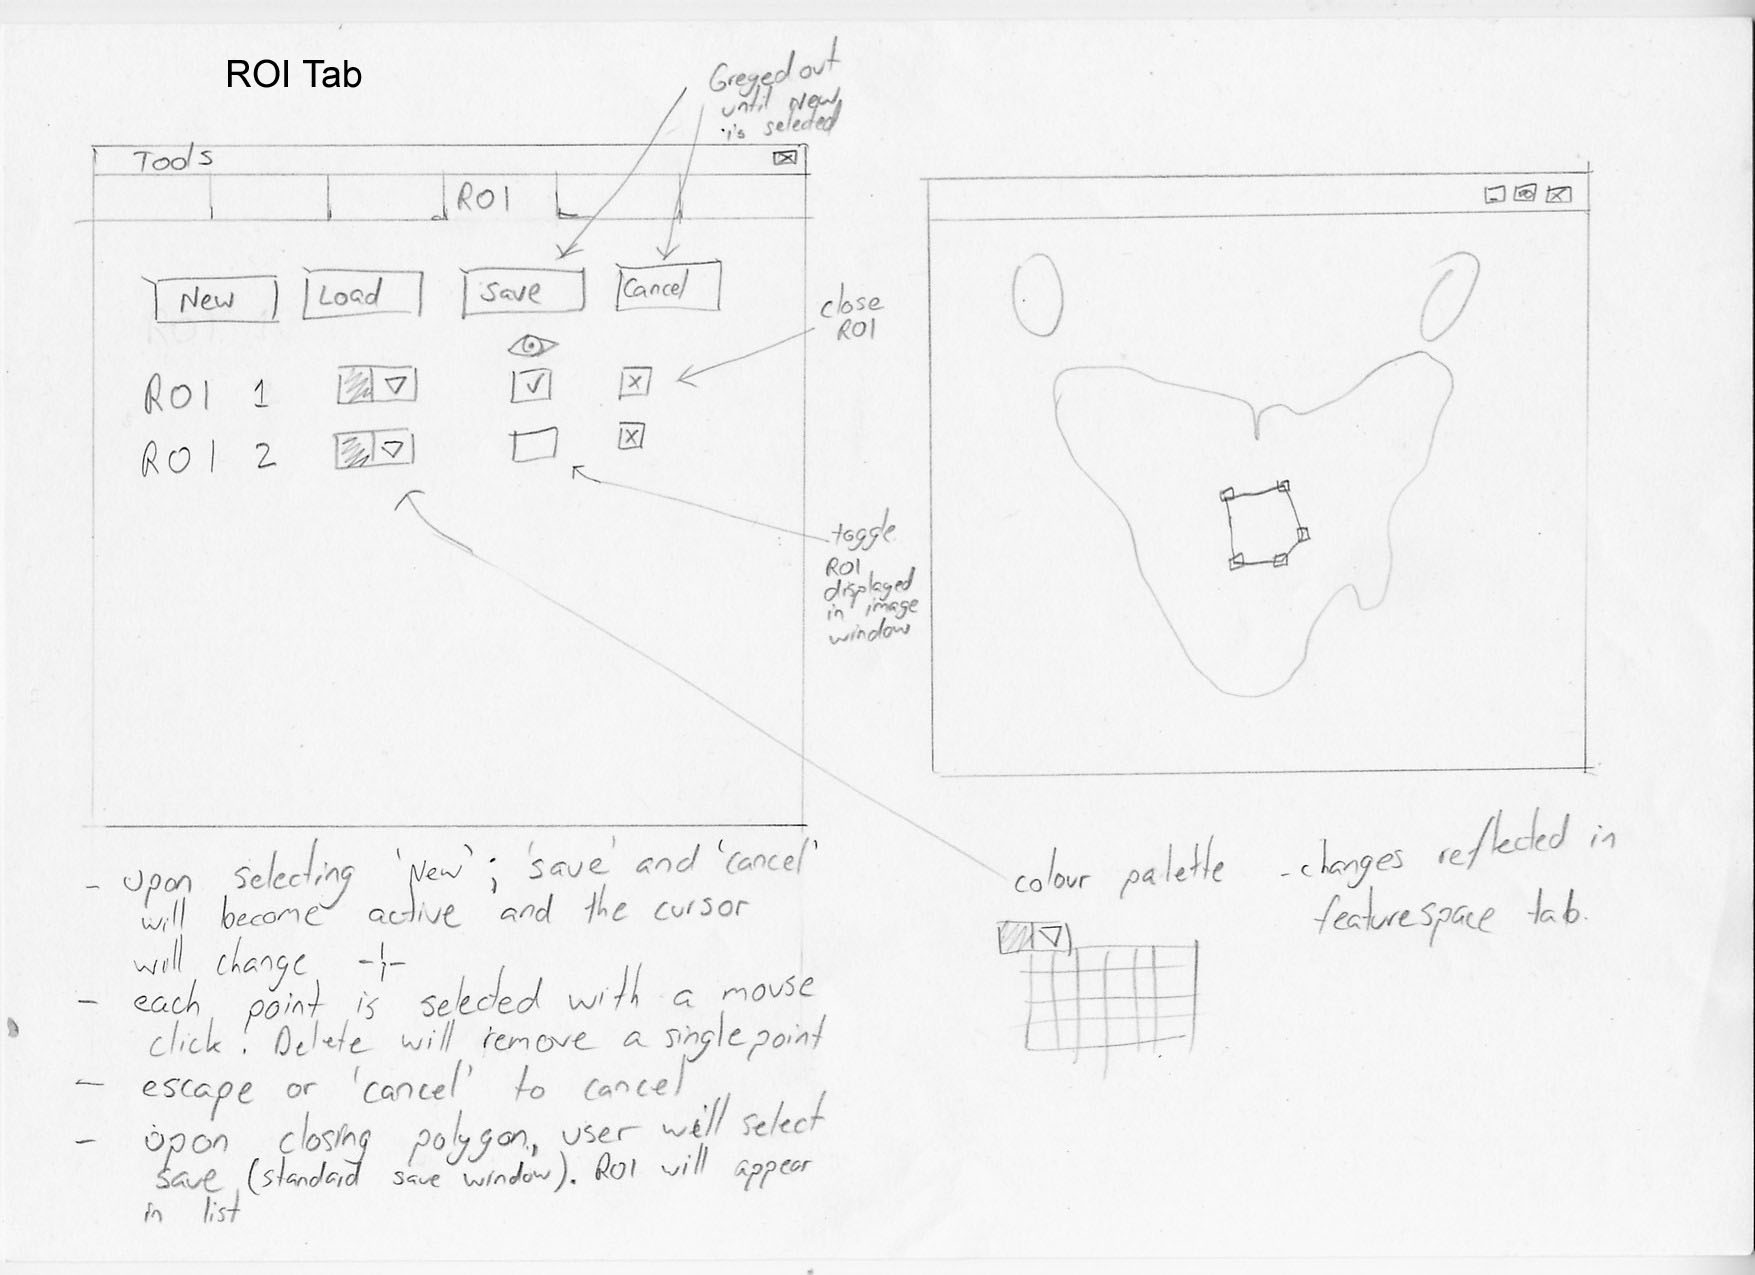 ROI Tab
Greyed out
until New
is selected
Tools
ROI
New
Load
Save
Cancel
close
ROI
ROI 1
ROI 2
toggle
ROI
displayed
in image
window
- upon selecting 'New'; 'save' and 'cancel'
will become active and the cursor
will change -¦-
- each point is selected with a mouse
click. Delete will remove a single point
- escape or 'cancel' to cancel
- upon closing polygon, user will select
save (standard save window). ROI will appear
in list
colour palette - changes reflected in
featurespace tab.